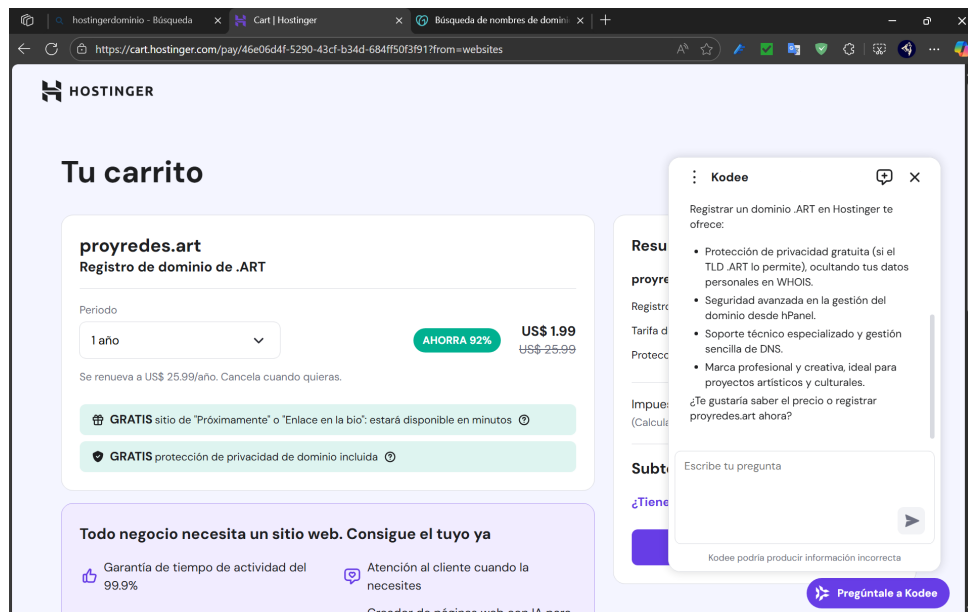 hostingerdominio - Búsqueda
Cart | Hostinger
Búsqueda de nombres de domini
https://cart.hostinger.com/pay/46e06d4f-5290-43cf-b34d-684ff50f3f91?from=websites
HOSTINGER
Tu carrito
proyredes.art
Registro de dominio de .ART
Periodo
1 año
AHORRA 92%
US$ 1.99
US$ 25.99
Se renueva a US$ 25.99/año. Cancela cuando quieras.
GRATIS sitio de "Próximamente" o "Enlace en la bio": estará disponible en minutos
GRATIS protección de privacidad de dominio incluida
Todo negocio necesita un sitio web. Consigue el tuyo ya
Garantía de tiempo de actividad del
99.9%
Atención al cliente cuando la
necesites
Creador de páginas web con IA para
Resu
proyre
Registro
Tarifa d
Protecc
Impues
(Calcula
Subt
¿Tiene
Kodee
Registrar un dominio .ART en Hostinger te
ofrece:
• Protección de privacidad gratuita (si el
TLD .ART lo permite), ocultando tus datos
personales en WHOIS.
• Seguridad avanzada en la gestión del
dominio desde hPanel.
• Soporte técnico especializado y gestión
sencilla de DNS.
• Marca profesional y creativa, ideal para
proyectos artísticos y culturales.
¿Te gustaría saber el precio o registrar
proyredes.art ahora?
Escribe tu pregunta
Kodee podría producir información incorrecta
Pregúntale a Kodee